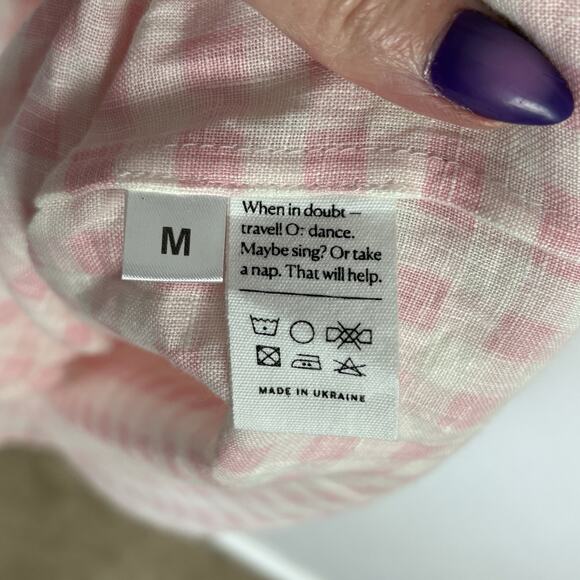 M
When in doubt —
travel! Or dance.
Maybe sing? Or take
a nap. That will help.
MADE IN UKRAINE